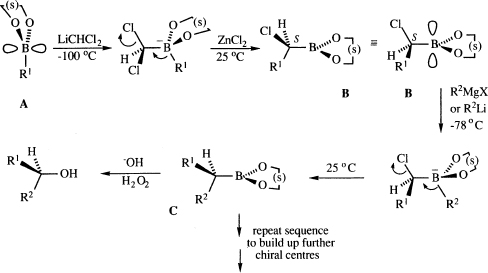 (s)
O O
B
R¹
A
LiCHCl₂
-100 °C
Cl
H
Cl
B
O
O
(s)
R¹
ZnCl₂
25 °C
Cl
H
S
R¹
B
O
O
(s)
B
≡
Cl
H
S
R¹
B
O
O
(s)
B
R²MgX
or R²Li
-78 °C
Cl
H
R¹
B
O
O
(s)
R²
25 °C
H
R¹
R²
B
O
O
(s)
C
⁻OH
H₂O₂
H
R¹
OH
R²
repeat sequence
to build up further
chiral centres